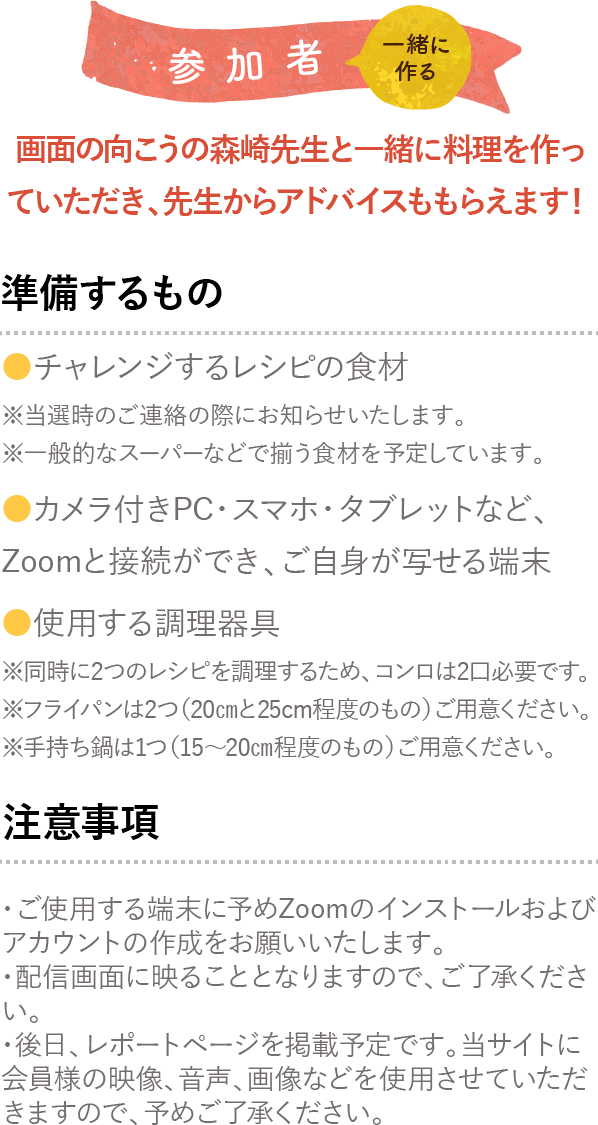 参加者
一緒に
作る
画面の向こうの森崎先生と一緒に料理を作っ
ていただき、先生からアドバイスももらえます!
準備するもの
●チャレンジするレシピの食材
※当選時のご連絡の際にお知らせいたします。
※一般的なスーパーなどで揃う食材を予定しています。
●カメラ付きPC・スマホ・タブレットなど、
Zoomと接続ができ、ご自身が写せる端末
●使用する調理器具
※同時に2つのレシピを調理するため、コンロは2口必要です。
※フライパンは2つ(20㎝と25cm程度のもの)ご用意ください。
※手持ち鍋は1つ(15〜20㎝程度のもの)ご用意ください。
注意事項
・ご使用する端末に予めZoomのインストールおよび
アカウントの作成をお願いいたします。
・配信画面に映ることとなりますので、ご了承くださ
い。
・後日、レポートページを掲載予定です。当サイトに
会員様の映像、音声、画像などを使用させていただ
きますので、予めご了承ください。